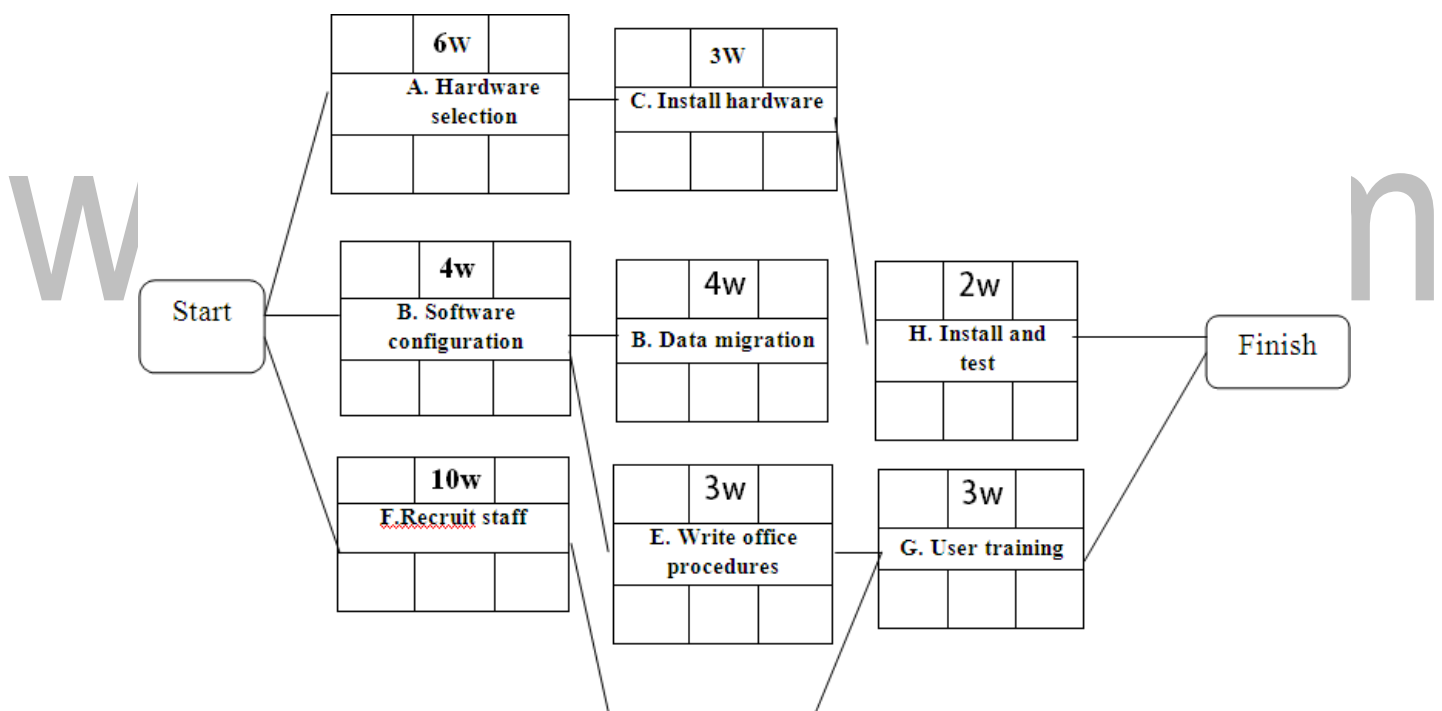 6W
A. Hardware
selection
3W
C. Install hardware
w
n
Start
4w
B. Software
configuration
4w
B. Data migration
2w
H. Install and
test
Finish
10w
F.Recruit staff
3w
E. Write office
procedures
3w
G. User training